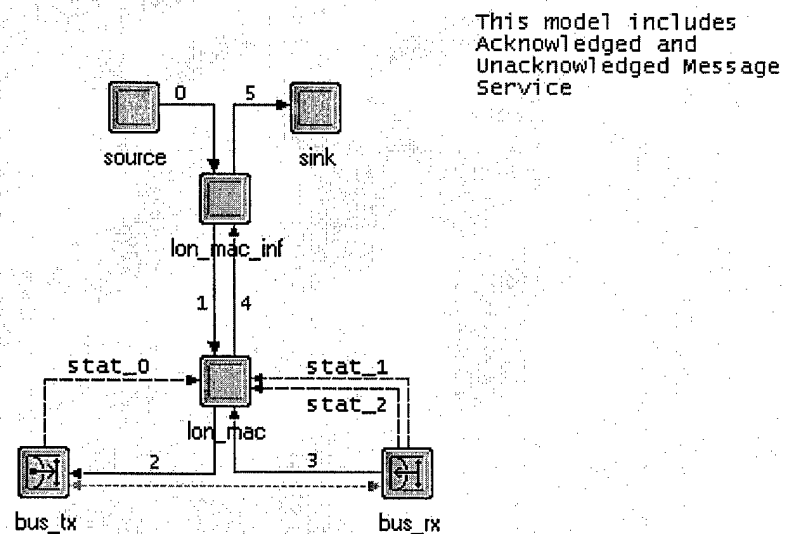 This model includes
Acknowledged and
Unacknowledged Message
Service
0
5
source
sink
lon_mac_inf
1
4
stat_0
stat_1
stat_2
lon_mac
2
3
bus_tx
bus_rx